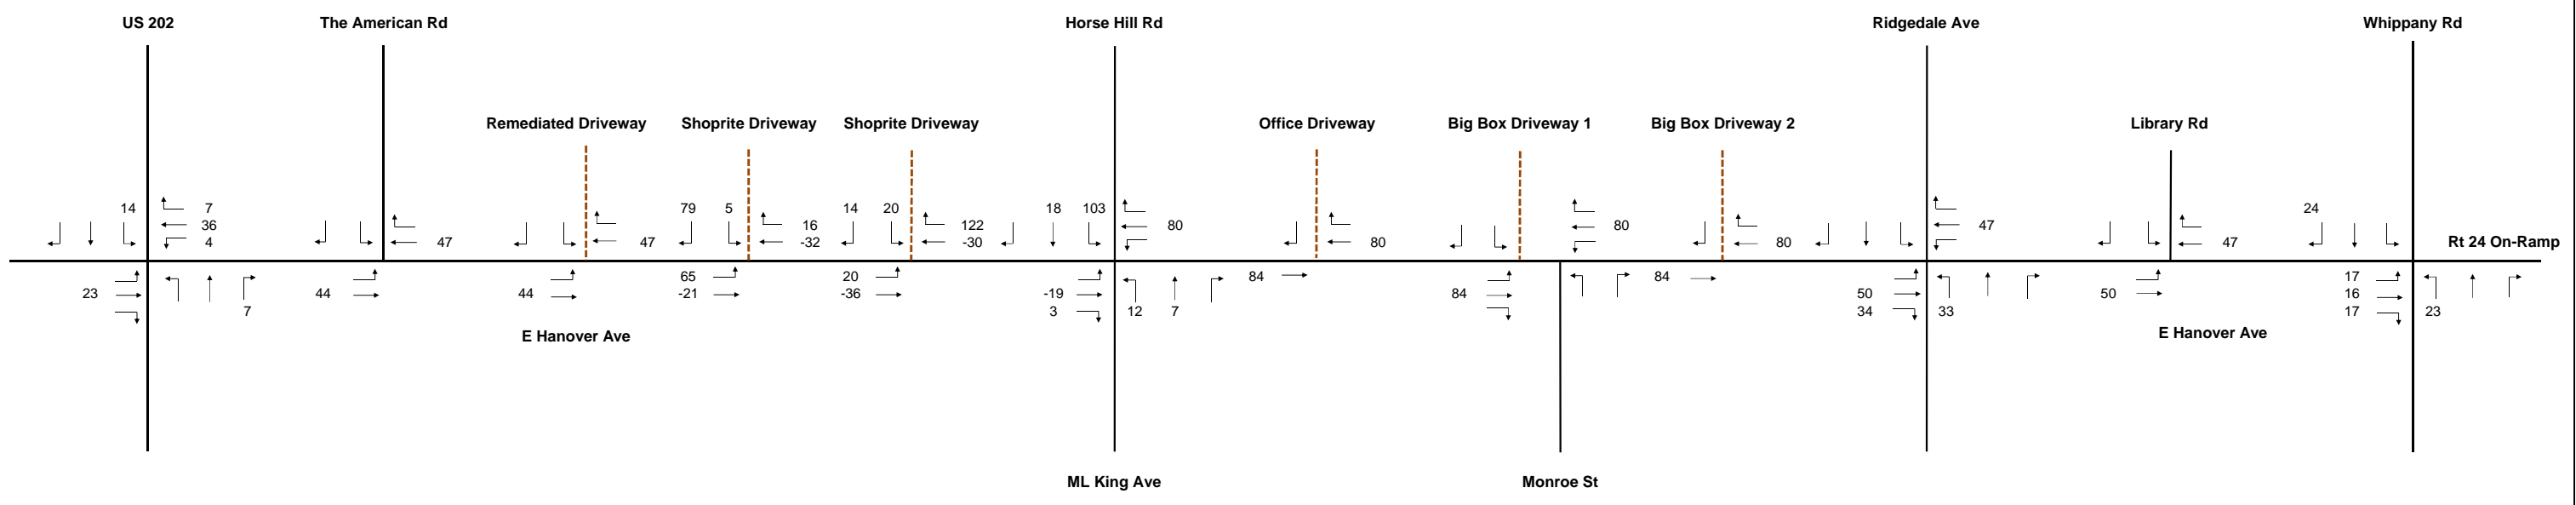 US 202
The American Rd
Horse Hill Rd
Ridgedale Ave
Whippany Rd
Remediated Driveway
Shoprite Driveway
Shoprite Driveway
Office Driveway
Big Box Driveway 1
Big Box Driveway 2
Library Rd
14 7 79 5 14 20 18 103 24
36 16 122 80 80 47
4 47 47 -32 -30 80 80 47 Rt 24 On-Ramp
65 20 84 84 17
23 44 44 -21 -36 -19 84 50 50 16
7 3 12 7 34 33 17 23
E Hanover Ave
E Hanover Ave
ML King Ave
Monroe St